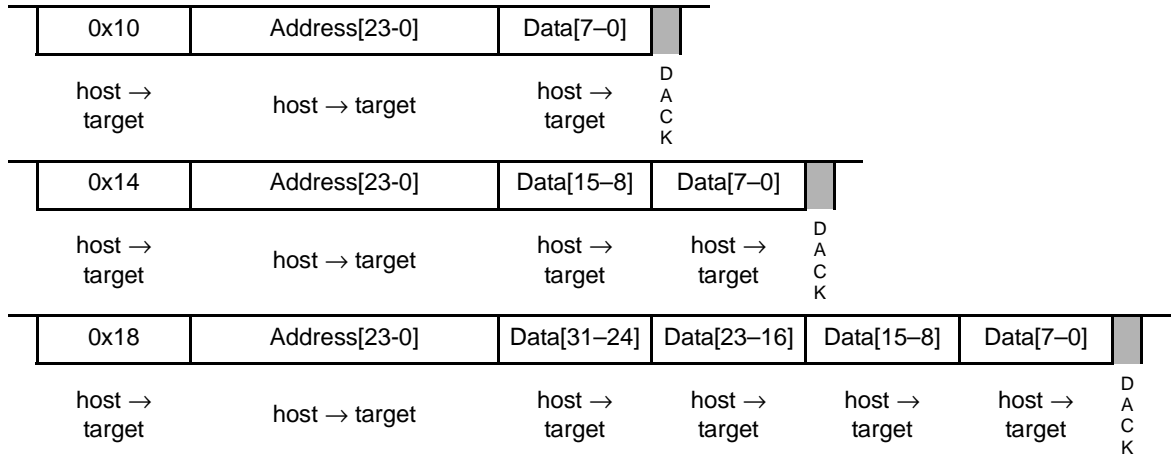 0x10 Address[23-0] Data[7–0]
host → target host → target host → target D A C K
0x14 Address[23-0] Data[15–8] Data[7–0]
host → target host → target host → target host → target D A C K
0x18 Address[23-0] Data[31–24] Data[23–16] Data[15–8] Data[7–0]
host → target host → target host → target host → target host → target host → target D A C K